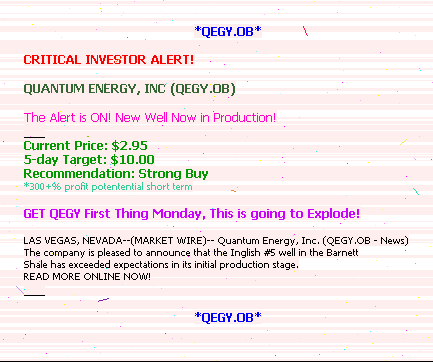 *QEGY.OB*
CRITICAL INVESTOR ALERT!
QUANTUM ENERGY, INC (QEGY.OB)
The Alert is ON! New Well Now in Production!
Current Price: $2.95
5-day Target: $10.00
Recommendation: Strong Buy
*300+% profit potentential short term
GET QEGY First Thing Monday, This is going to Explode!
LAS VEGAS, NEVADA--(MARKET WIRE)-- Quantum Energy, Inc. (QEGY.OB - News)
The company is pleased to announce that the Inglish #5 well in the Barnett
Shale has exceeded expectations in its initial production stage.
READ MORE ONLINE NOW!
*QEGY.OB*